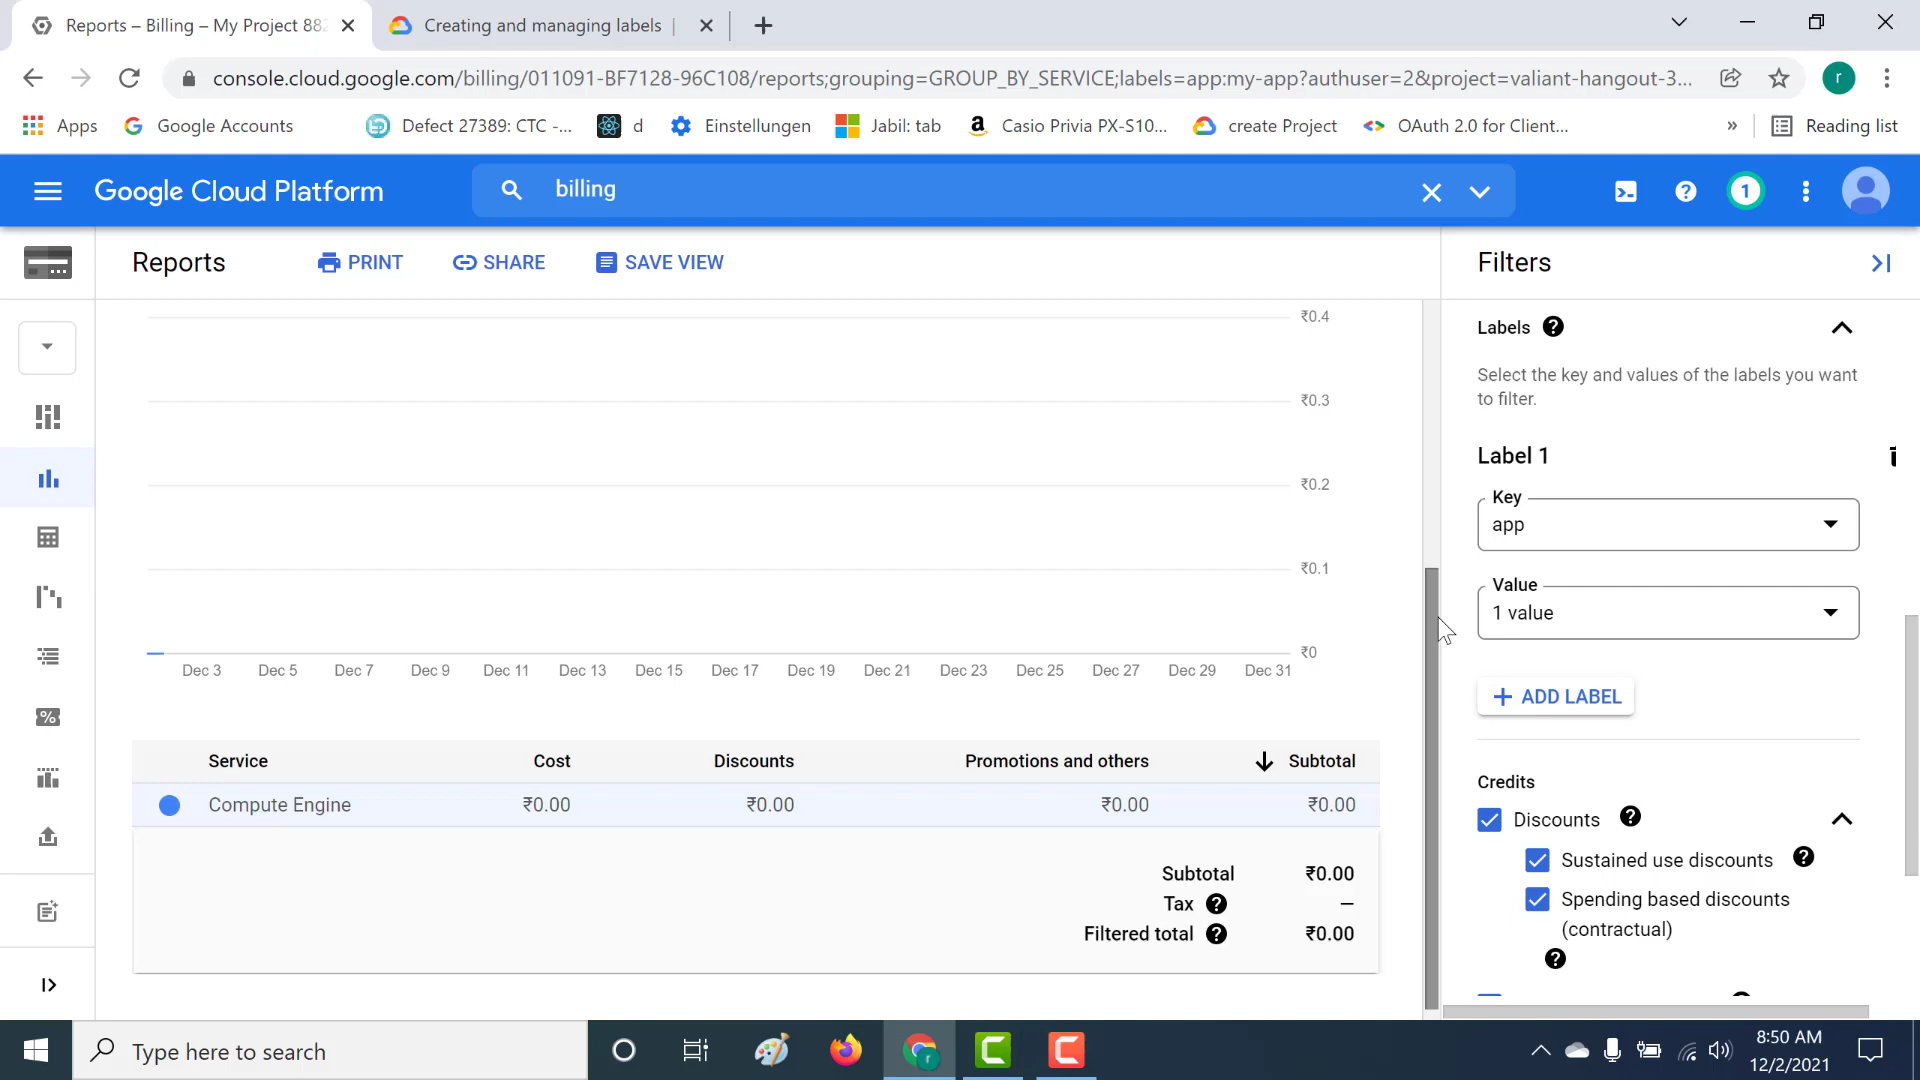 Reports – Billing – My Project 882
Creating and managing labels |
console.cloud.google.com/billing/011091-BF7128-96C108/reports;grouping=GROUP_BY_SERVICE;labels=app:my-app?authuser=2&project=valiant-hangout-3...
r
Apps
Google Accounts
Defect 27389: CTC -...
d
Einstellungen
Jabil: tab
Casio Privia PX-S10...
create Project
OAuth 2.0 for Client...
»
Reading list
Google Cloud Platform
billing
1
Reports
PRINT
SHARE
SAVE VIEW
Filters
₹0.4
₹0.3
₹0.2
₹0.1
₹0
Dec 3
Dec 5
Dec 7
Dec 9
Dec 11
Dec 13
Dec 15
Dec 17
Dec 19
Dec 21
Dec 23
Dec 25
Dec 27
Dec 29
Dec 31
Service
Cost
Discounts
Promotions and others
Subtotal
Compute Engine
₹0.00
₹0.00
₹0.00
₹0.00
Subtotal
₹0.00
Tax
–
Filtered total
₹0.00
Labels
Select the key and values of the labels you want
to filter.
Label 1
Key
app
Value
1 value
ADD LABEL
Credits
Discounts
Sustained use discounts
Spending based discounts
(contractual)
Type here to search
8:50 AM
12/2/2021